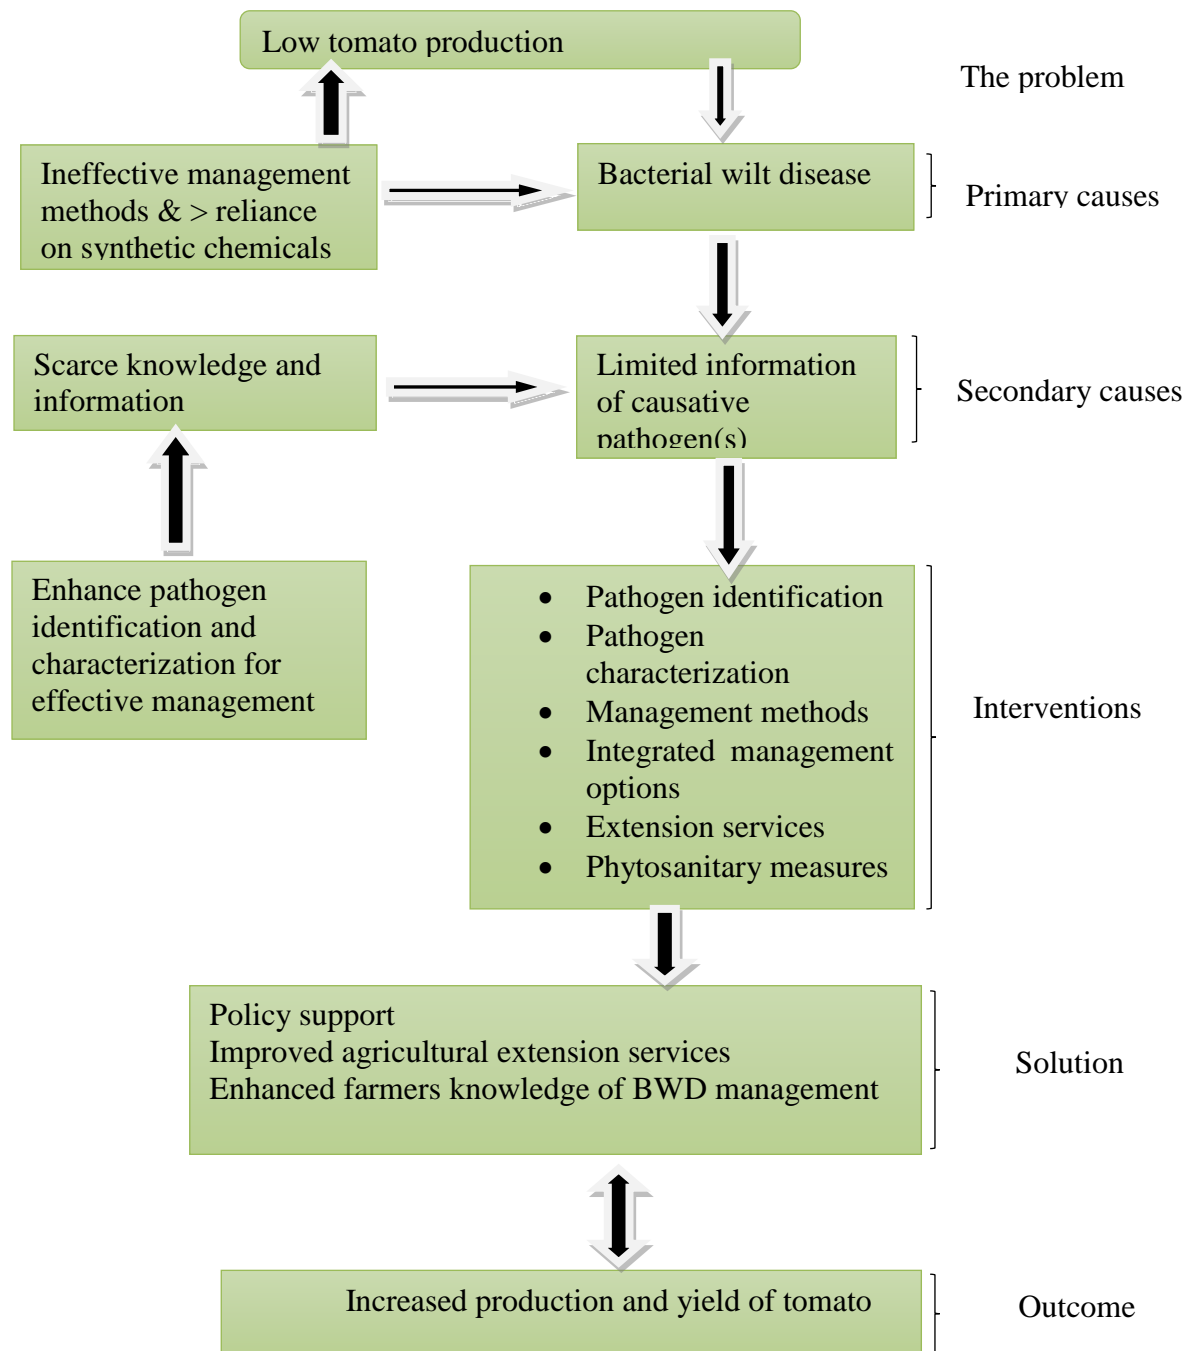 Low tomato production
The problem
Ineffective management
methods & > reliance
on synthetic chemicals
Bacterial wilt disease
Primary causes
Scarce knowledge and
information
Limited information
of causative
pathogen(s)
Secondary causes
Enhance pathogen
identification and
characterization for
effective management
• Pathogen identification
• Pathogen
characterization
• Management methods
• Integrated management
options
• Extension services
• Phytosanitary measures
Interventions
Policy support
Improved agricultural extension services
Enhanced farmers knowledge of BWD management
Solution
Increased production and yield of tomato
Outcome